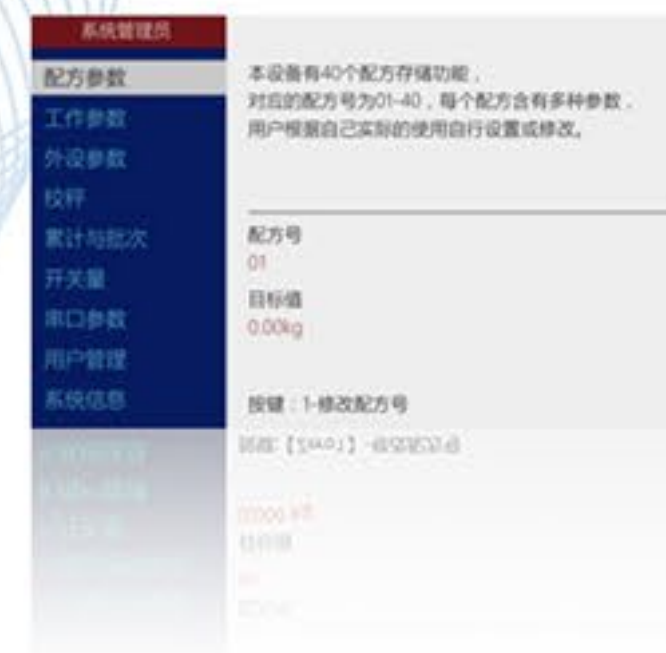 系统管理员
配方参数
工作参数
外设参数
校秤
累计与批次
开关量
串口参数
用户管理
系统信息
本设备有40个配方存储功能，
对应的配方号为01-40，每个配方含有多种参数．
用户根据自己实际的使用自行设置或修改。
配方号
01
目标值
0.00kg
按键：1-修改配方号